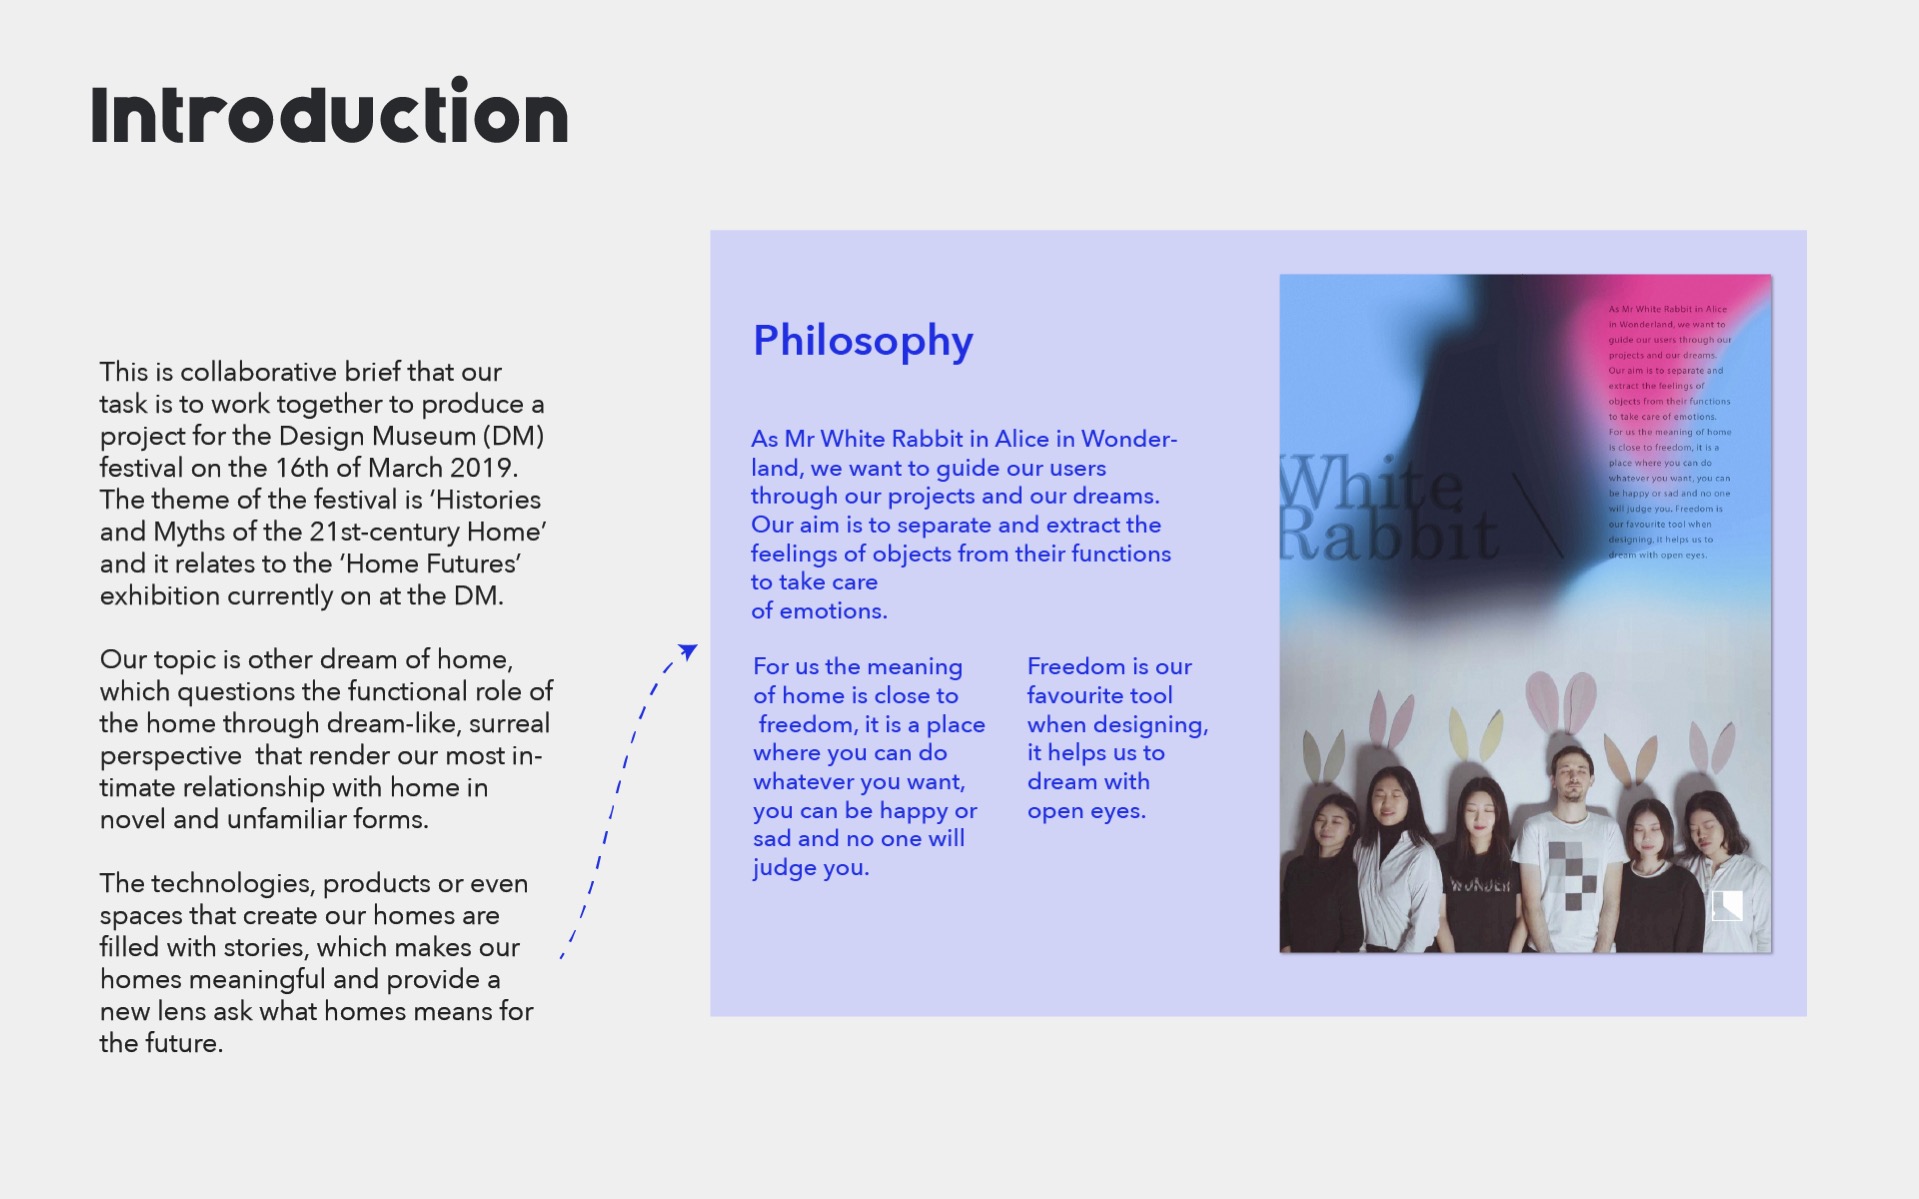 Introduction
This is collaborative brief that our
task is to work together to produce a
project for the Design Museum (DM)
festival on the 16th of March 2019.
The theme of the festival is ‘Histories
and Myths of the 21st-century Home’
and it relates to the ‘Home Futures’
exhibition currently on at the DM.
Our topic is other dream of home,
which questions the functional role of
the home through dream-like, surreal
perspective  that render our most in-
timate relationship with home in
novel and unfamiliar forms.
The technologies, products or even
spaces that create our homes are
filled with stories, which makes our
homes meaningful and provide a
new lens ask what homes means for
the future.
Philosophy
As Mr White Rabbit in Alice in Wonder-
land, we want to guide our users
through our projects and our dreams.
Our aim is to separate and extract the
feelings of objects from their functions
to take care
of emotions.
For us the meaning
of home is close to
freedom, it is a place
where you can do
whatever you want,
you can be happy or
sad and no one will
judge you.
Freedom is our
favourite tool
when designing,
it helps us to
dream with
open eyes.
White
Rabbit
As Mr White Rabbit in Alice
in Wonderland, we want to
guide our users through our
projects and our dreams.
Our aim is to separate and
extract the feelings of
objects from their functions
to take care of emotions.
For us the meaning of home
is close to freedom, it is a
place where you can do
whatever you want, you can
be happy or sad and no one
will judge you. Freedom is
our favourite tool when
designing, it helps us to
dream with open eyes.
WONDER